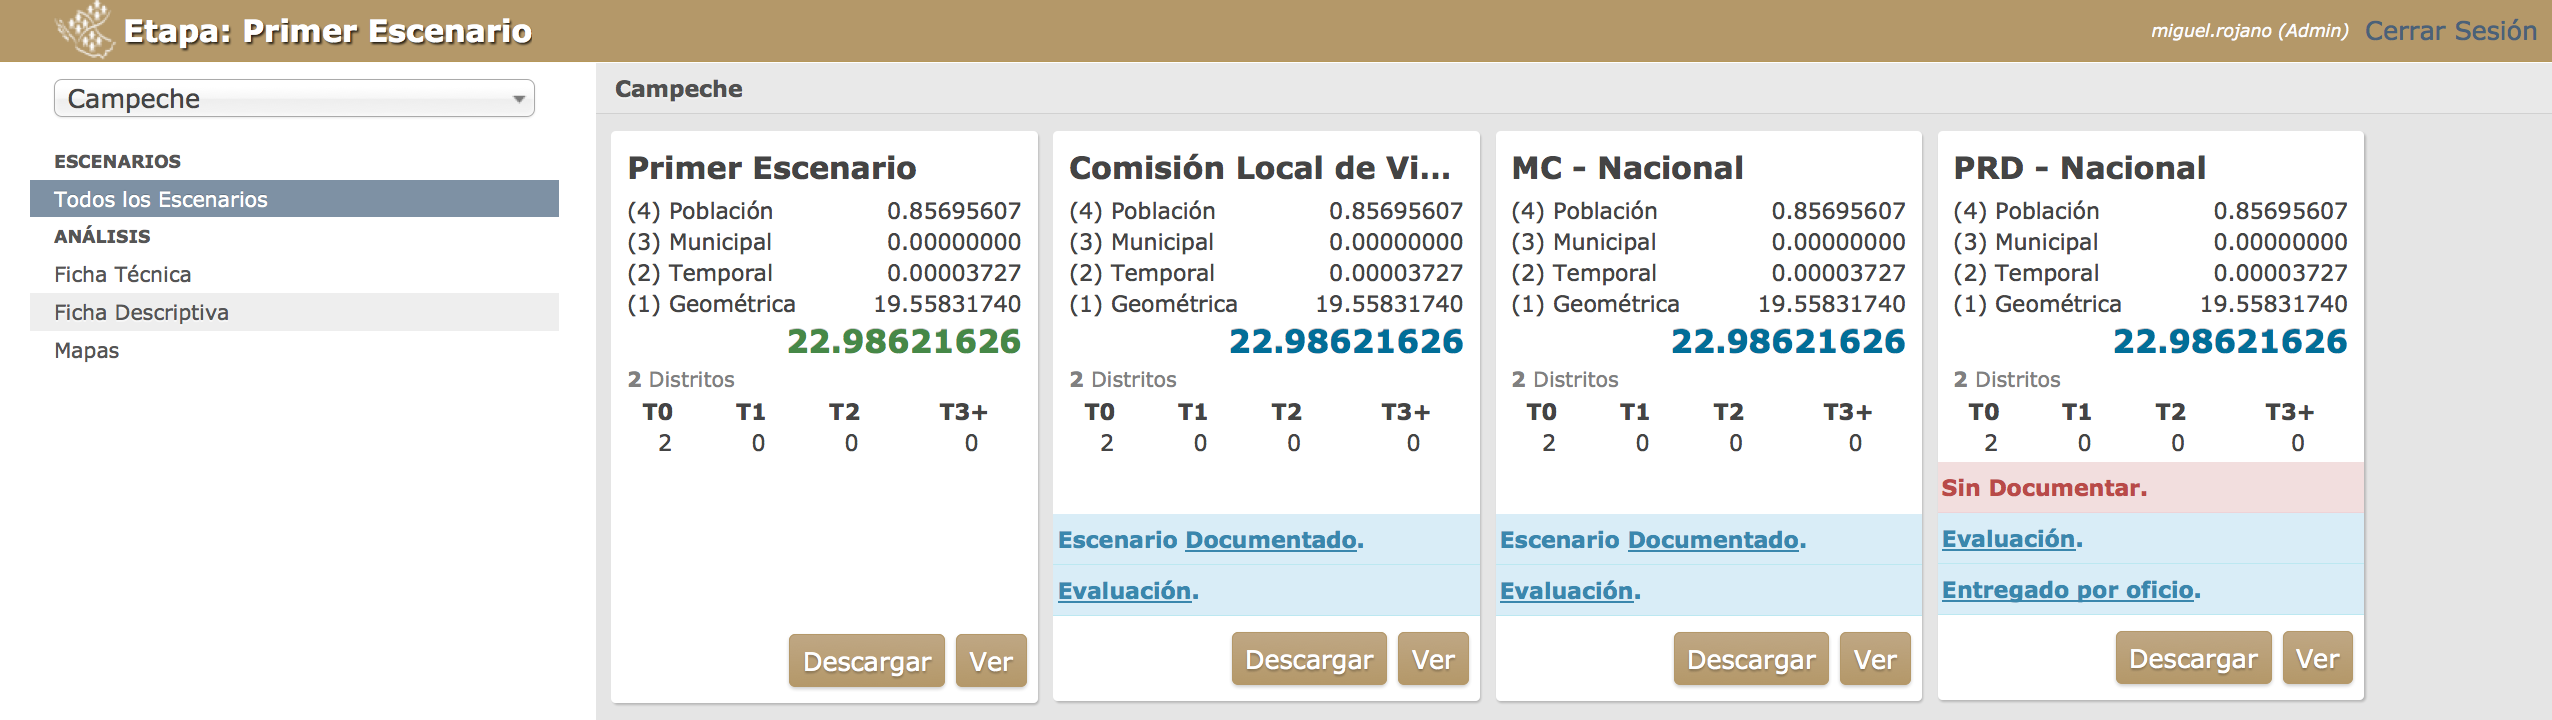 Etapa: Primer Escenario
miguel.rojano (Admin) Cerrar Sesión
Campeche
ESCENARIOS
Todos los Escenarios
ANÁLISIS
Ficha Técnica
Ficha Descriptiva
Mapas
Campeche
Primer Escenario
(4) Población 0.85695607
(3) Municipal 0.00000000
(2) Temporal 0.00003727
(1) Geométrica 19.55831740
22.98621626
2 Distritos
T0 T1 T2 T3+
2 0 0 0
Descargar Ver
Comisión Local de Vi...
(4) Población 0.85695607
(3) Municipal 0.00000000
(2) Temporal 0.00003727
(1) Geométrica 19.55831740
22.98621626
2 Distritos
T0 T1 T2 T3+
2 0 0 0
Escenario Documentado.
Evaluación.
Descargar Ver
MC - Nacional
(4) Población 0.85695607
(3) Municipal 0.00000000
(2) Temporal 0.00003727
(1) Geométrica 19.55831740
22.98621626
2 Distritos
T0 T1 T2 T3+
2 0 0 0
Escenario Documentado.
Evaluación.
Descargar Ver
PRD - Nacional
(4) Población 0.85695607
(3) Municipal 0.00000000
(2) Temporal 0.00003727
(1) Geométrica 19.55831740
22.98621626
2 Distritos
T0 T1 T2 T3+
2 0 0 0
Sin Documentar.
Evaluación.
Entregado por oficio.
Descargar Ver